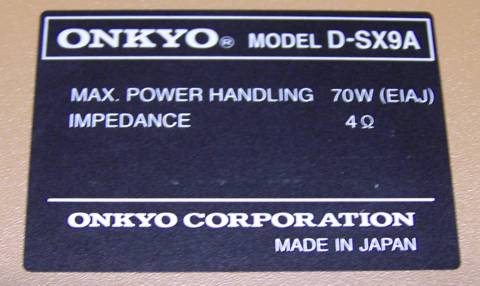 ONKYO® MODEL D-SX9A
MAX. POWER HANDLING 70W (EIAJ)
IMPEDANCE 4Ω
ONKYO CORPORATION
MADE IN JAPAN